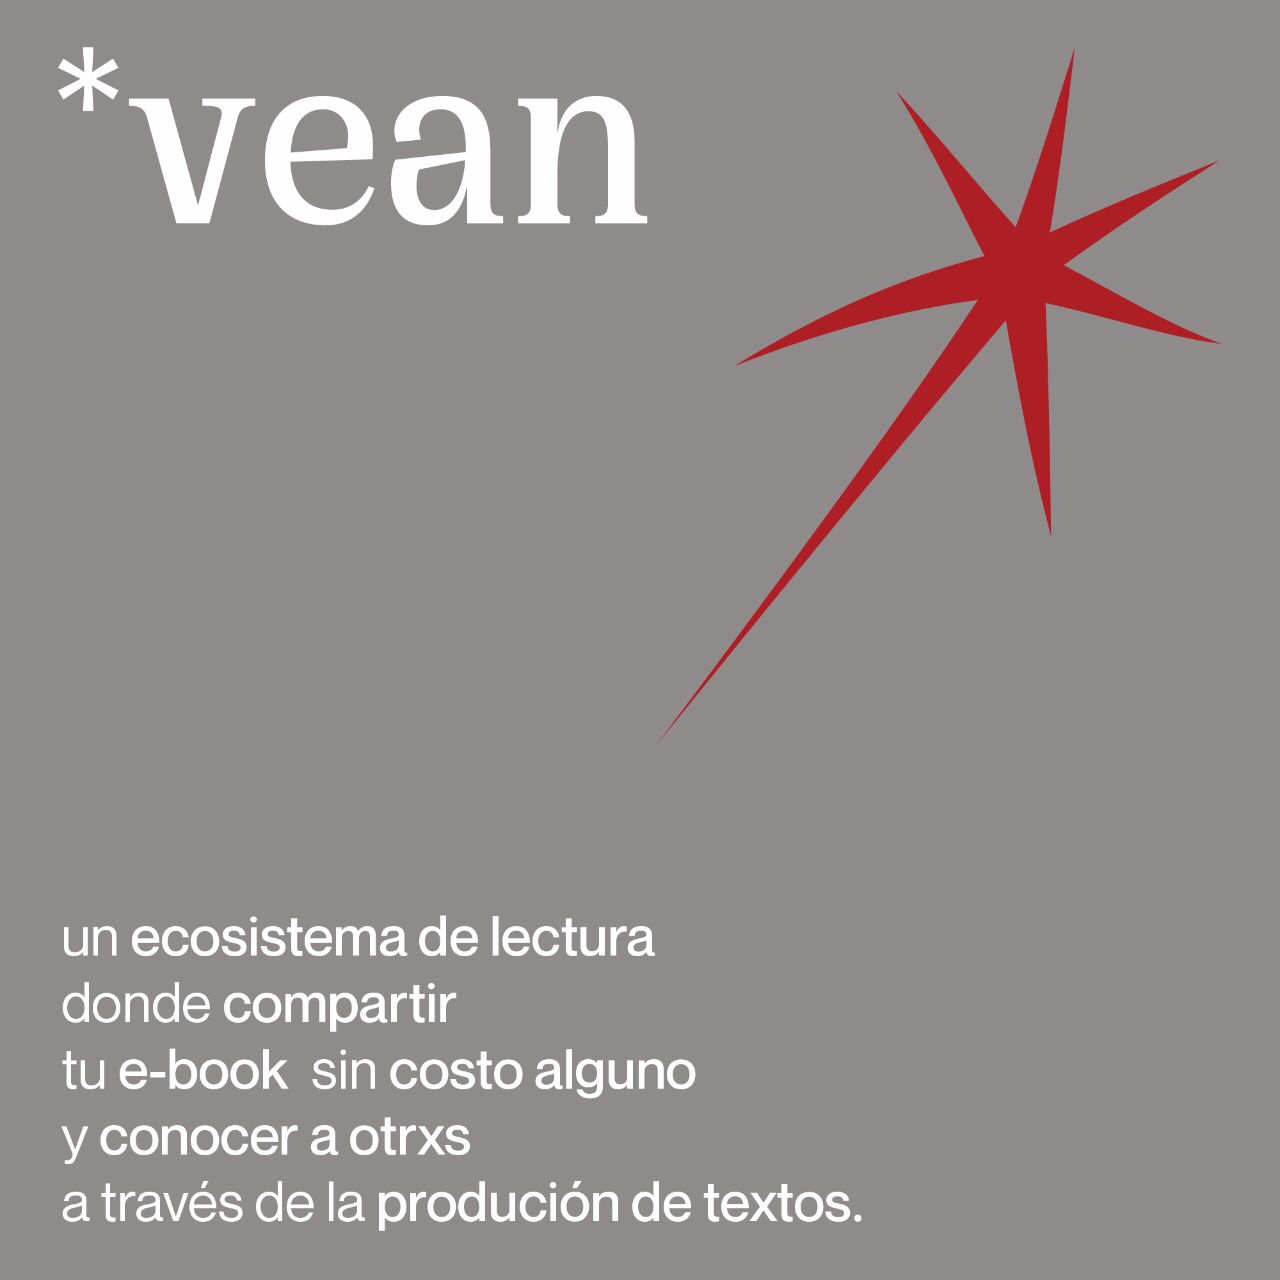 *vean
un ecosistema de lectura
donde compartir
tu e-book  sin costo alguno
y conocer a otrxs
a través de la produción de textos.